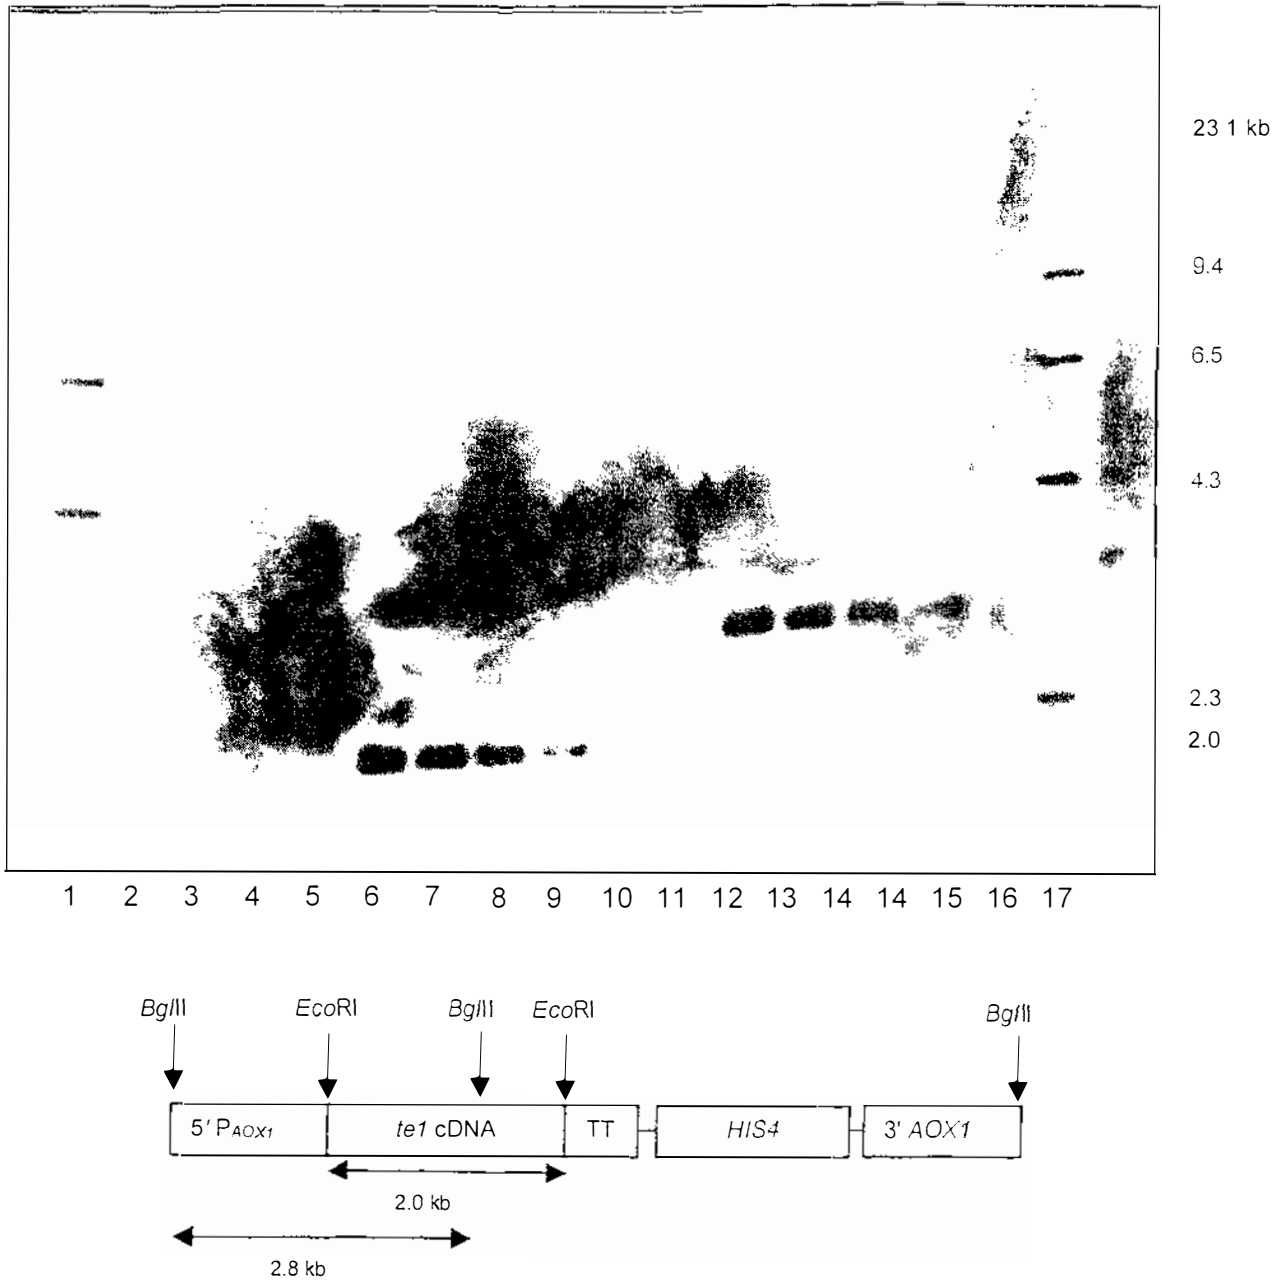 23 1 kb
9.4
6.5
4.3
2.3
2.0
1 2 3 4 5 6 7 8 9 10 11 12 13 14 14 15 16 17
BglII EcoRI BglII EcoRI BglII
5' PAOX1 te1 cDNA TT HIS4 3' AOX1
2.0 kb
2.8 kb